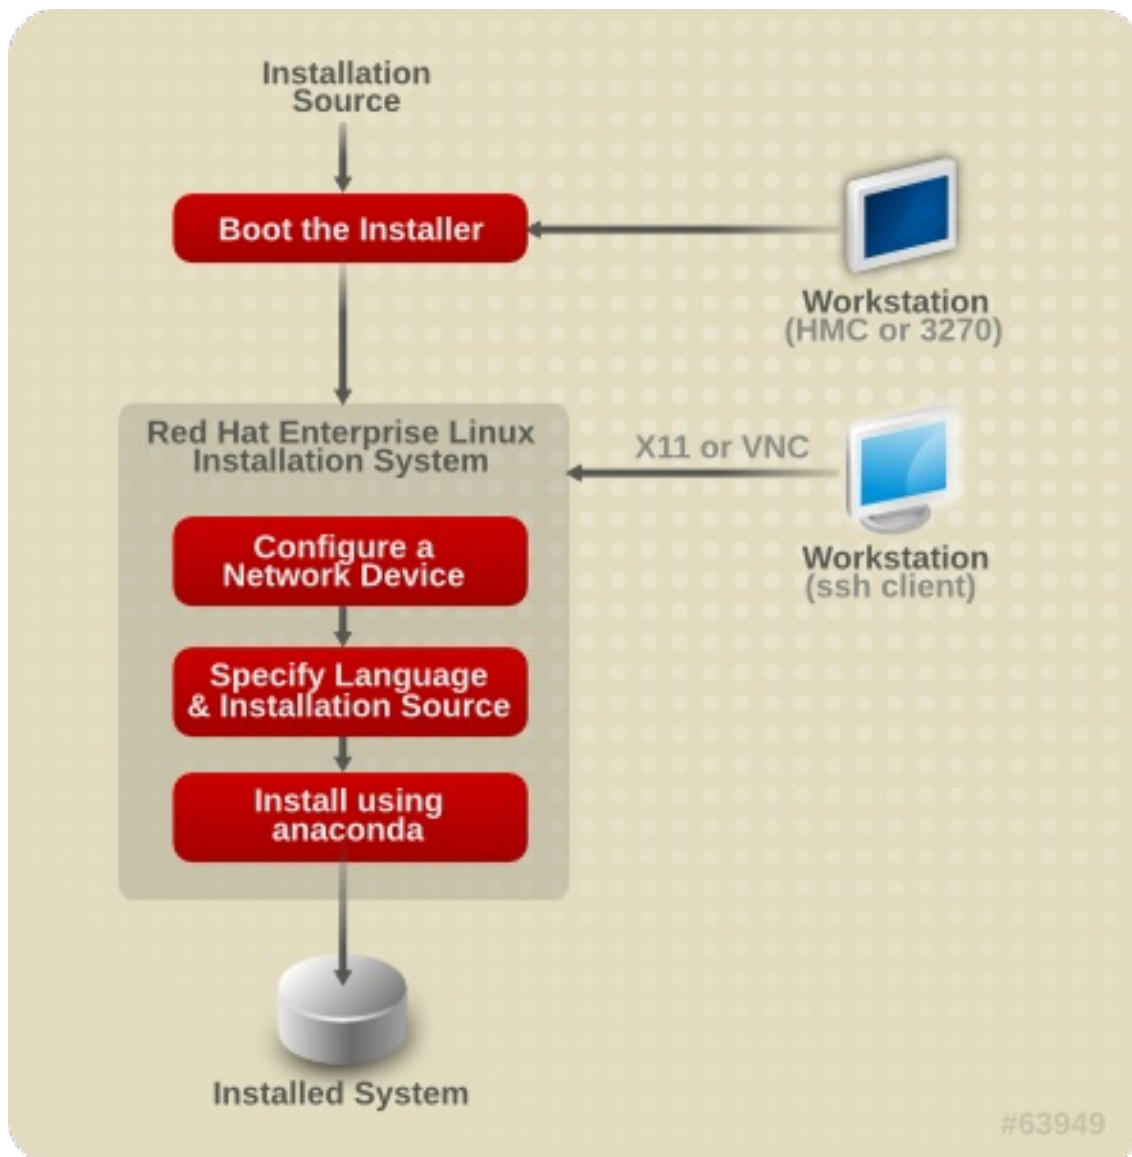 Installation
Source
Boot the Installer
Workstation
(HMC or 3270)
Red Hat Enterprise Linux
Installation System
X11 or VNC
Workstation
(ssh client)
Configure a
Network Device
Specify Language
& Installation Source
Install using
anaconda
Installed System
#63949